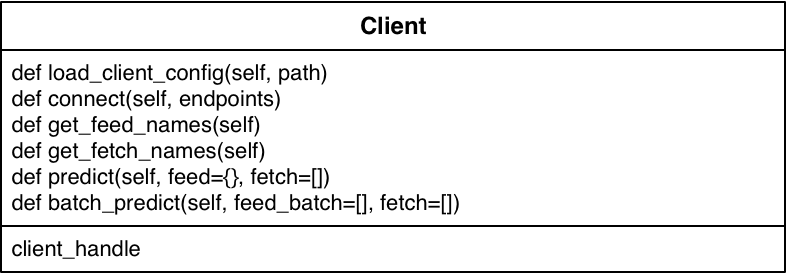 Client
def load_client_config(self, path)
def connect(self, endpoints)
def get_feed_names(self)
def get_fetch_names(self)
def predict(self, feed={}, fetch=[])
def batch_predict(self, feed_batch=[], fetch=[])
client_handle